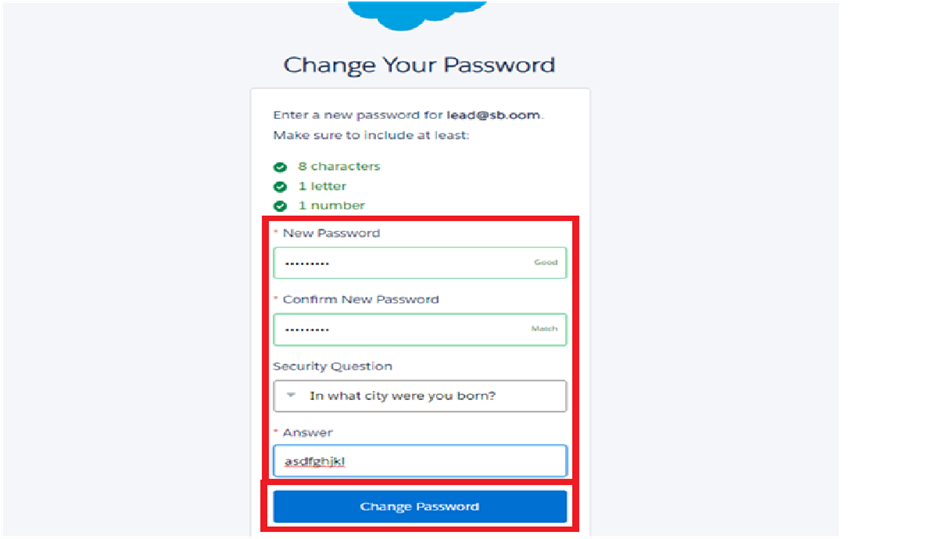 Change Your Password
Enter a new password for lead@sb.oom.
Make sure to include at least:
8 characters
1 letter
1 number
* New Password
••••••••• Good
* Confirm New Password
••••••••• Match
Security Question
In what city were you born?
* Answer
asdfghjkl
Change Password